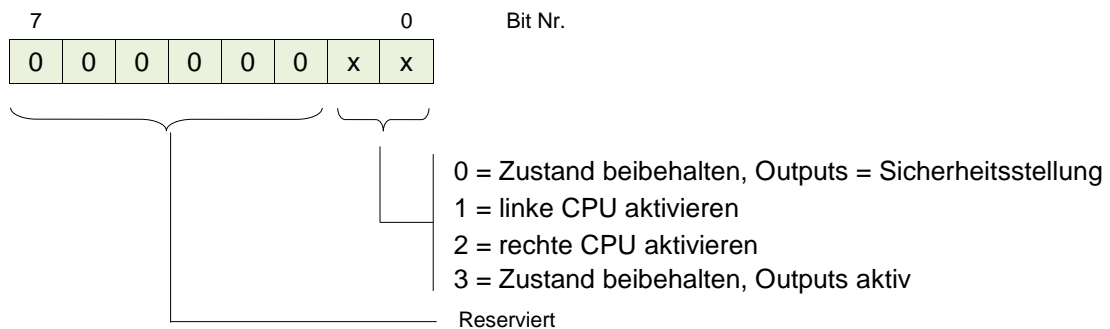 7 0 Bit Nr.
0 0 0 0 0 0 x x
0 = Zustand beibehalten, Outputs = Sicherheitsstellung
1 = linke CPU aktivieren
2 = rechte CPU aktivieren
3 = Zustand beibehalten, Outputs aktiv
Reserviert